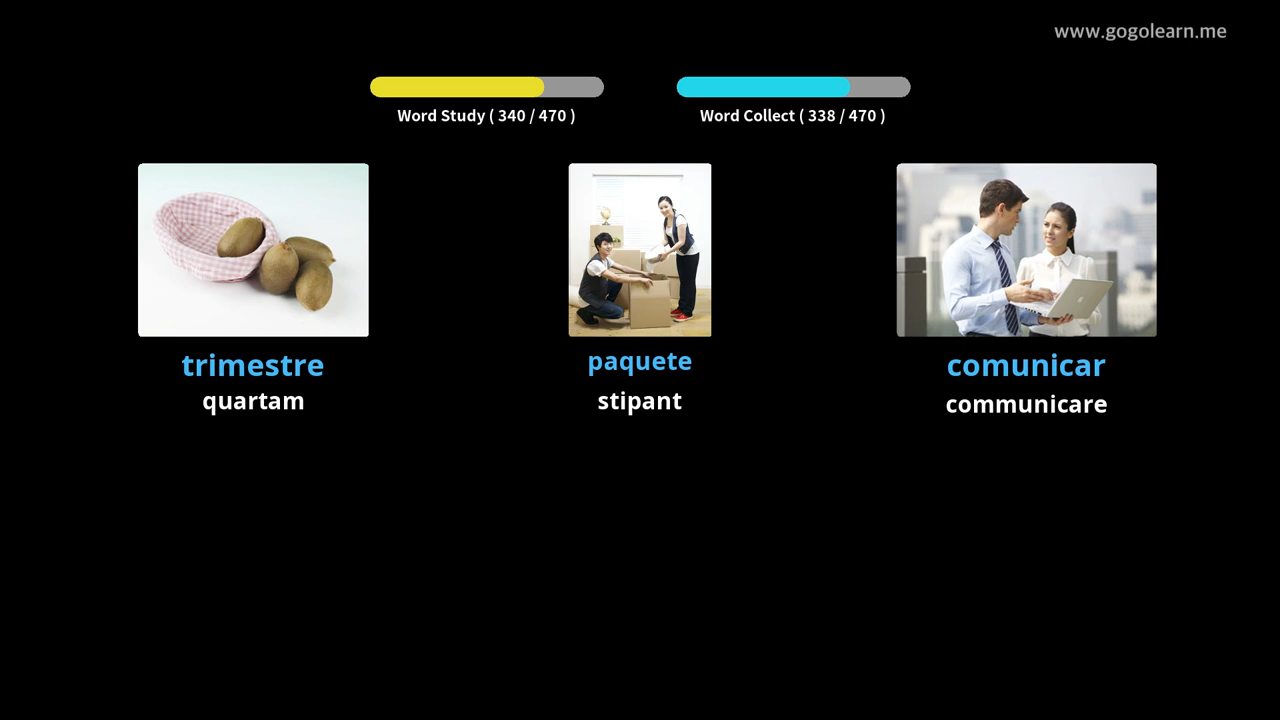 www.gogolearn.me
Word Study ( 340 / 470 )
Word Collect ( 338 / 470 )
trimestre
quartam
paquete
stipant
comunicar
communicare